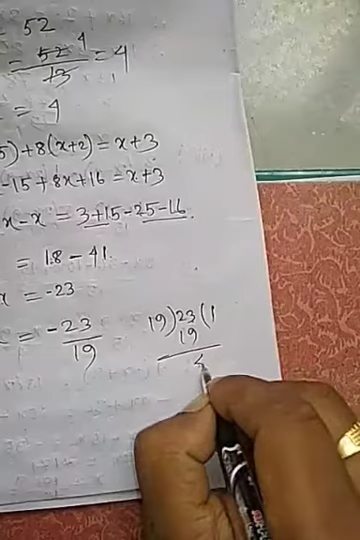 = 52
= 52 4 / 13 = 4
= 4
5) + 8(x+2) = x + 3
-15 + 8x + 16 = x + 3
x - x = 3 + 15 - 25 - 16
= 18 - 41
x = -23
= -23 / 19
19 ) 23 ( 1
19
4